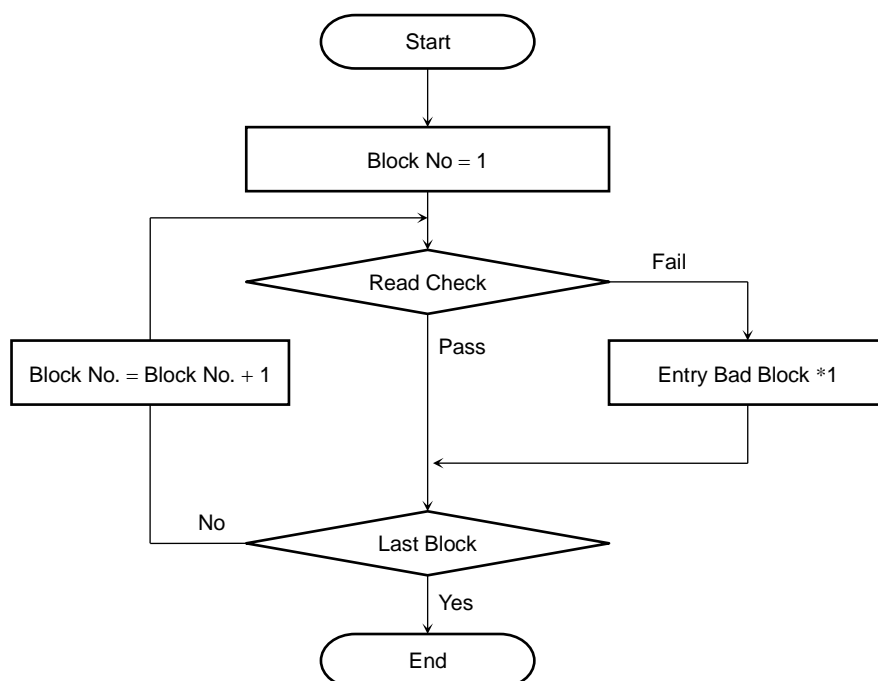 Start
Block No = 1
Read Check
Fail
Pass
Block No. = Block No. + 1
Entry Bad Block *1
No
Last Block
Yes
End